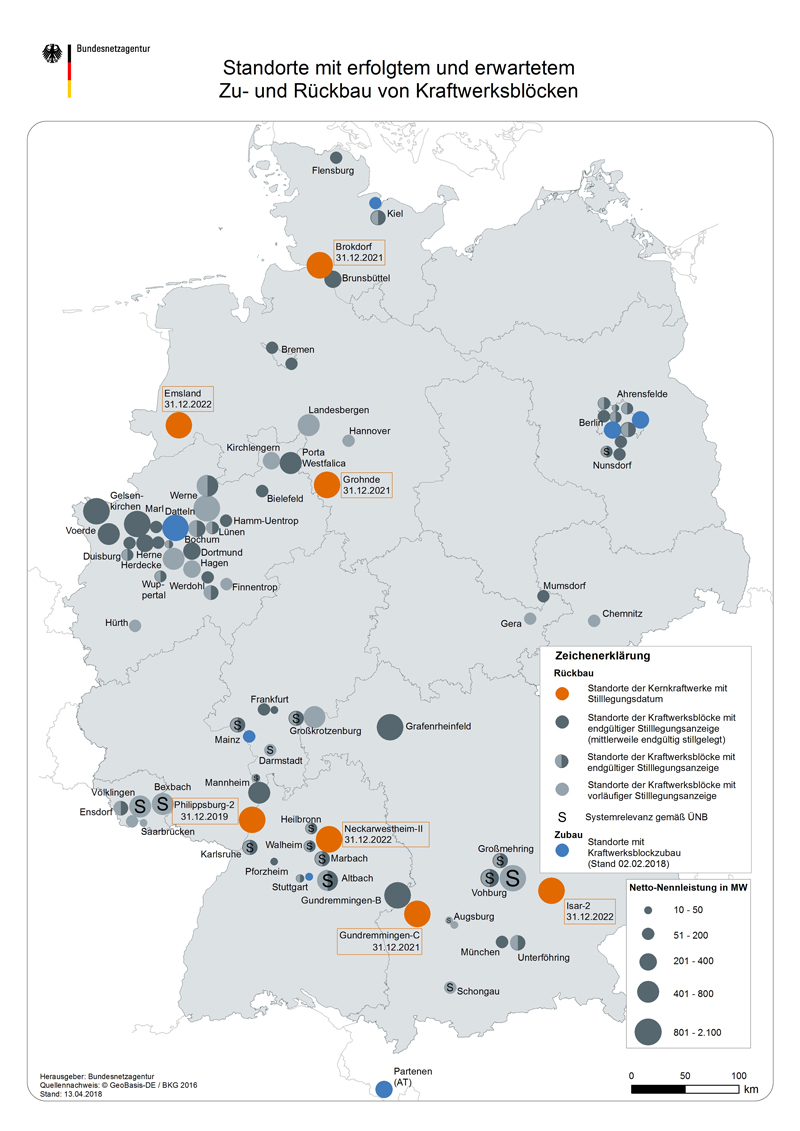 Bundesnetzagentur
Standorte mit erfolgtem und erwartetem
Zu- und Rückbau von Kraftwerksblöcken
Flensburg
Kiel
Brokdorf
31.12.2021
Brunsbüttel
Bremen
Emsland
31.12.2022
Landesbergen
Hannover
Ahrensfelde
Berlin
Nunsdorf
S
Kirchlengern
Porta
Westfalica
Grohnde
31.12.2021
Bielefeld
Gelsen-
kirchen
Werne
Marl
Datteln
Hamm-Uentrop
Voerde
Lünen
Bochum
Duisburg
Herne
Dortmund
Herdecke
Hagen
Wup-
pertal
Werdohl
Finnentrop
Hürth
Mumsdorf
Gera
Chemnitz
Frankfurt
S
S
Großkrotzenburg
Grafenrheinfeld
Mainz
S
Darmstadt
Mannheim
S
Völklingen
Bexbach
Ensdorf
S
S
Saarbrücken
Philippsburg-2
31.12.2019
Heilbronn
S
Neckarwestheim-II
31.12.2022
Karlsruhe
S
Walheim
S
S
Marbach
Pforzheim
Stuttgart
S
Altbach
Gundremmingen-B
Gundremmingen-C
31.12.2021
Großmehring
S
S
S
Vohburg
Isar-2
31.12.2022
S
Augsburg
München
Unterföhring
S
Schongau
Partenen
(AT)
Zeichenerklärung
Rückbau
Standorte der Kernkraftwerke mit
Stilllegungsdatum
Standorte der Kraftwerksblöcke mit
endgültiger Stilllegungsanzeige
(mittlerweile endgültig stillgelegt)
Standorte der Kraftwerksblöcke mit
endgültiger Stilllegungsanzeige
Standorte der Kraftwerksblöcke mit
vorläufiger Stilllegungsanzeige
S Systemrelevanz gemäß ÜNB
Zubau
Standorte mit
Kraftwerksblockzubau
(Stand 02.02.2018)
Netto-Nennleistung in MW
10 - 50
51 - 200
201 - 400
401 - 800
801 - 2.100
0 50 100
km
Herausgeber: Bundesnetzagentur
Quellennachweis: © GeoBasis-DE / BKG 2016
Stand: 13.04.2018